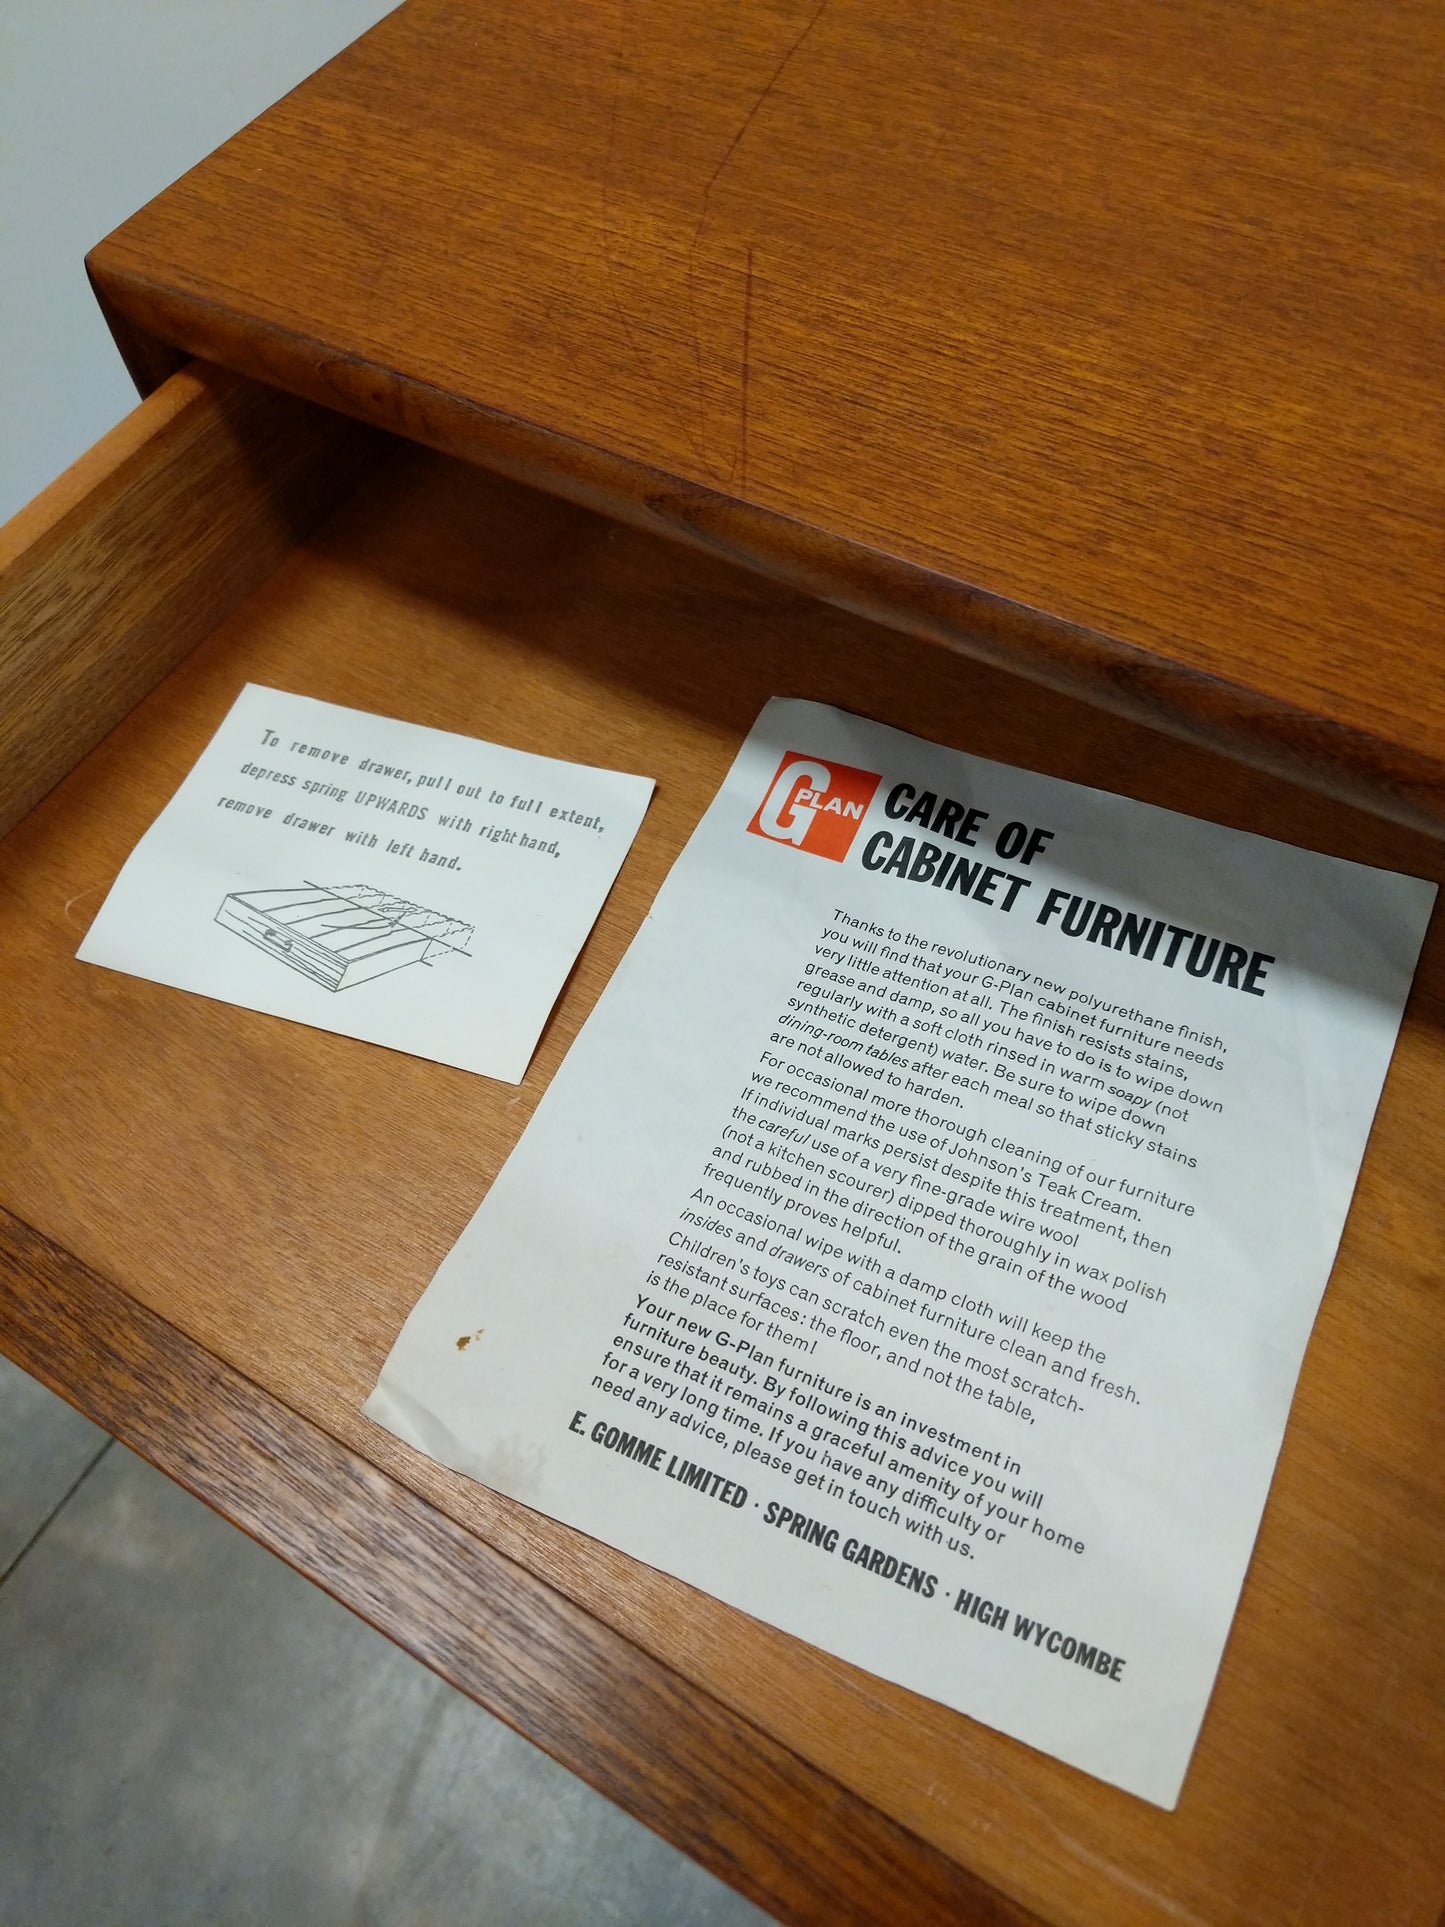 To remove drawer, pull out to full extent,
depress spring UPWARDS with right hand,
remove drawer with left hand.
G PLAN
CARE OF
CABINET FURNITURE
Thanks to the revolutionary new polyurethane finish,
you will find that your G-Plan cabinet furniture needs
very little attention at all. The finish resists stains,
grease and damp, so all you have to do is to wipe down
regularly with a soft cloth rinsed in warm soapy (not
synthetic detergent) water. Be sure to wipe down
dining-room tables after each meal so that sticky stains
are not allowed to harden.
For occasional more thorough cleaning of our furniture
we recommend the use of Johnson's Teak Cream.
If individual marks persist despite this treatment, then
the careful use of a very fine-grade wire wool
(not a kitchen scourer) dipped thoroughly in wax polish
and rubbed in the direction of the grain of the wood
frequently proves helpful.
An occasional wipe with a damp cloth will keep the
insides and drawers of cabinet furniture clean and fresh.
Children's toys can scratch even the most scratch-
resistant surfaces: the floor, and not the table,
is the place for them!
Your new G-Plan furniture is an investment in
furniture beauty. By following this advice you will
ensure that it remains a graceful amenity of your home
for a very long time. If you have any difficulty or
need any advice, please get in touch with us.
E. GOMME LIMITED · SPRING GARDENS · HIGH WYCOMBE